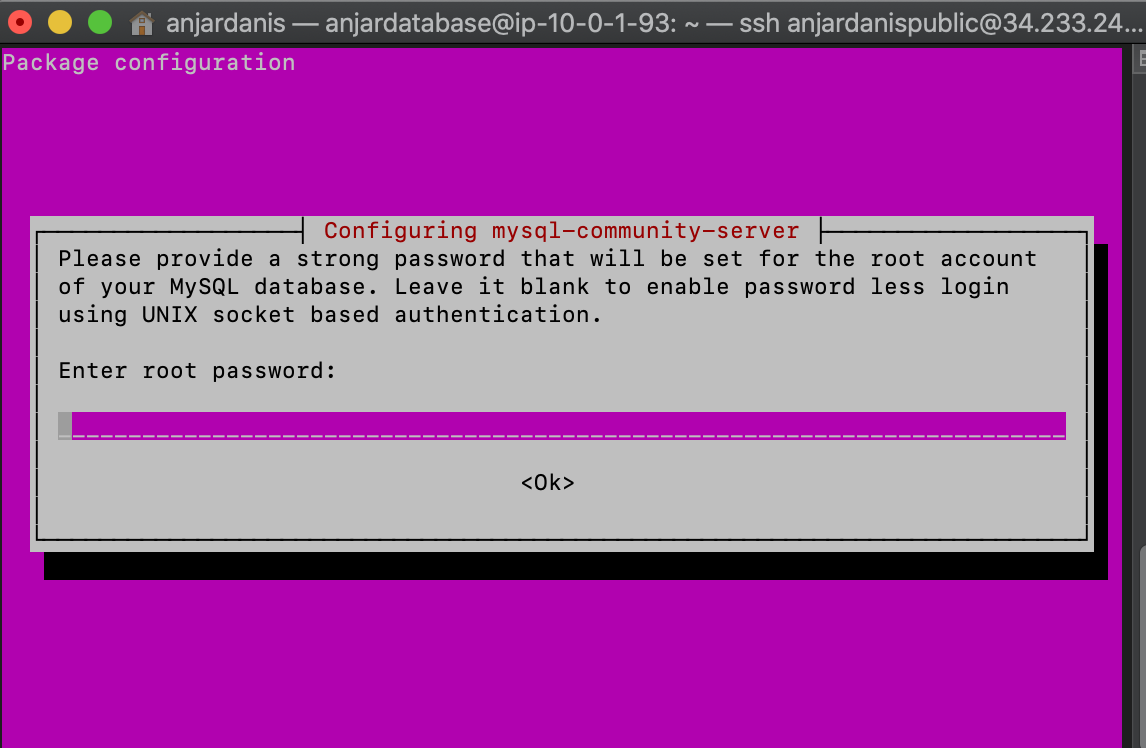 anjardanis — anjardatabase@ip-10-0-1-93: ~ — ssh anjardanispublic@34.233.24...
Package configuration
Configuring mysql-community-server
Please provide a strong password that will be set for the root account
of your MySQL database. Leave it blank to enable password less login
using UNIX socket based authentication.
Enter root password:
<Ok>